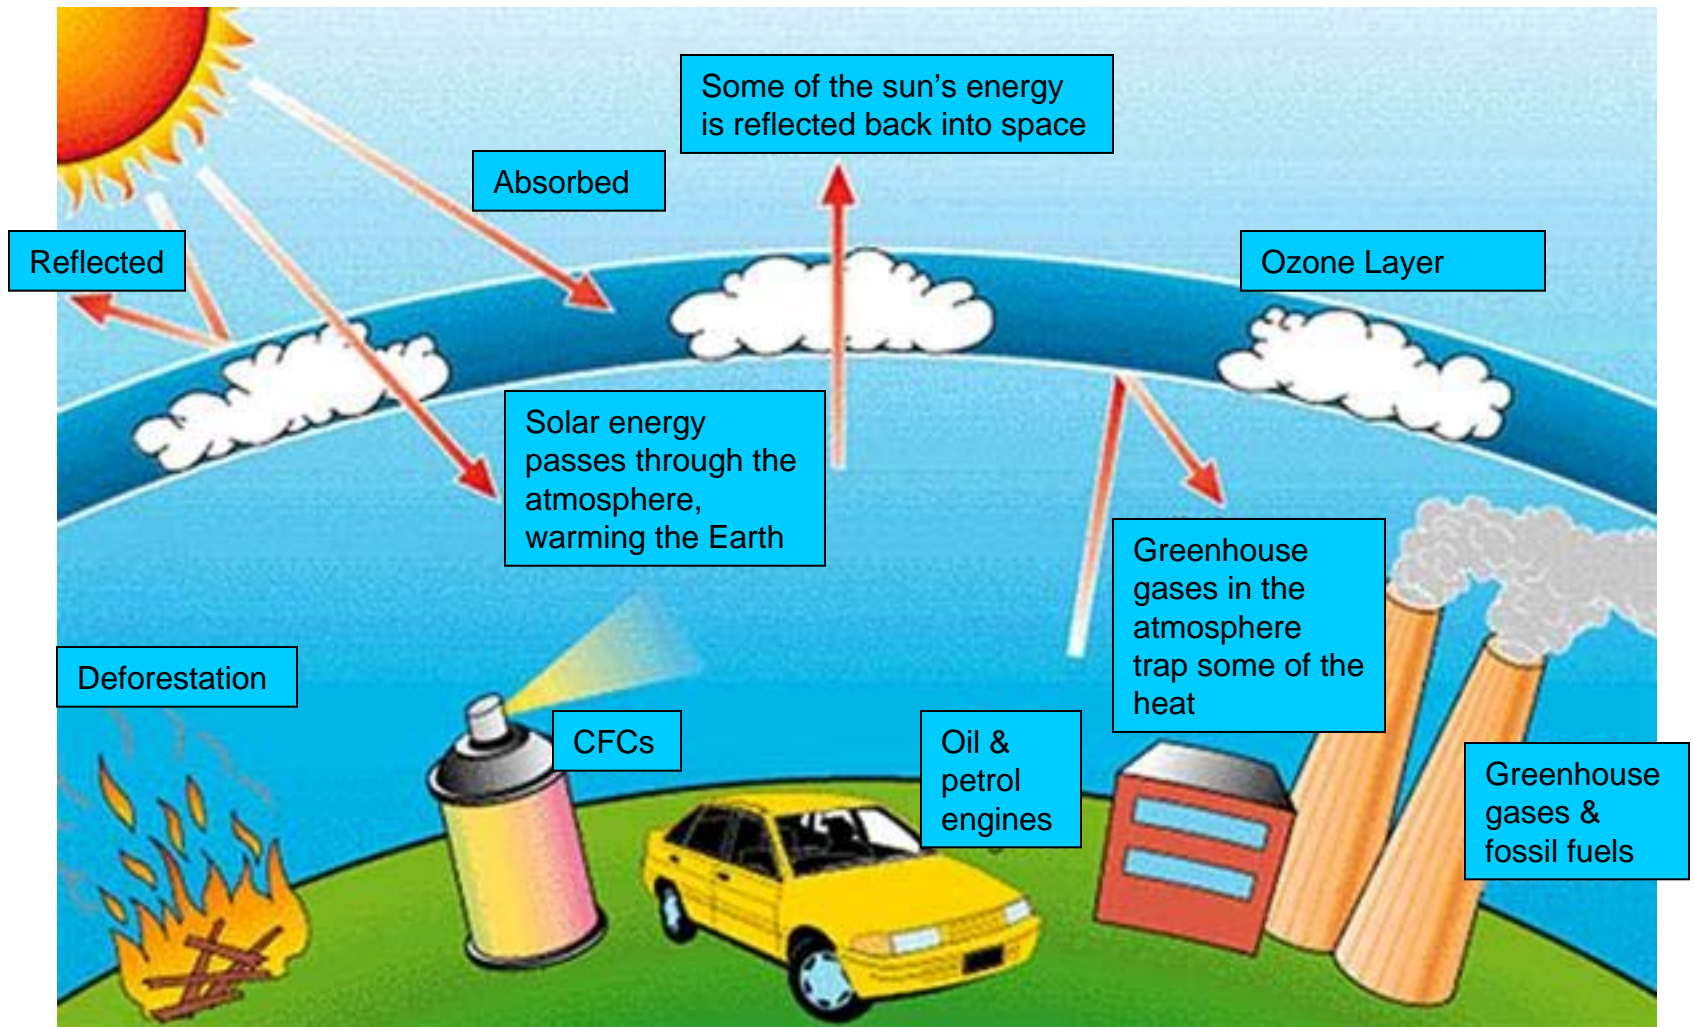 Some of the sun's energy
is reflected back into space
Absorbed
Reflected
Ozone Layer
Solar energy
passes through the
atmosphere,
warming the Earth
Greenhouse
gases in the
atmosphere
trap some of the
heat
Deforestation
CFCs
Oil &
petrol
engines
Greenhouse
gases &
fossil fuels